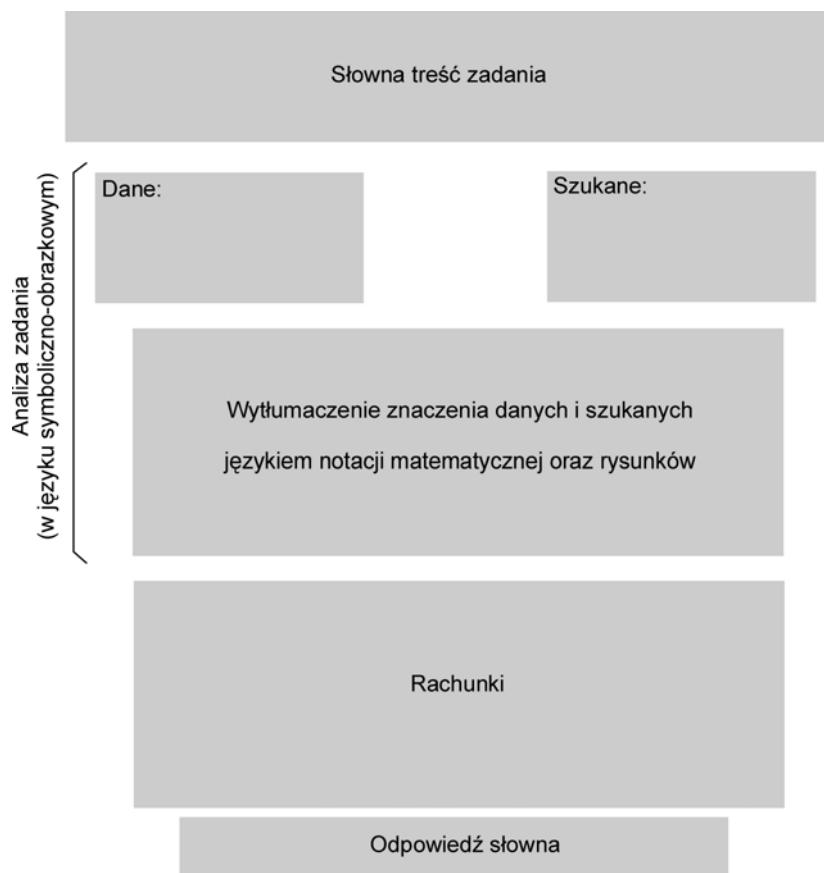 Słowna treść zadania
Analiza zadania
(w języku symboliczno-obrazkowym)
Dane:
Szukane:
Wytłumaczenie znaczenia danych i szukanych
językiem notacji matematycznej oraz rysunków
Rachunki
Odpowiedź słowna